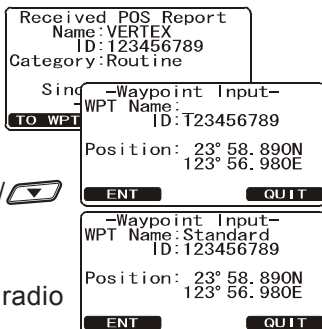 Received POS Report
Name:VERTEX
ID:123456789
Category:Routine
TO WPT
-Waypoint Input-
WPT Name:_
ID:123456789
Position: 23°58.890N
123°56.980E
ENT QUIT
/
-Waypoint Input-
WPT Name:Standard
ID:123456789
Position: 23°58.890N
123°56.980E
ENT QUIT
radio